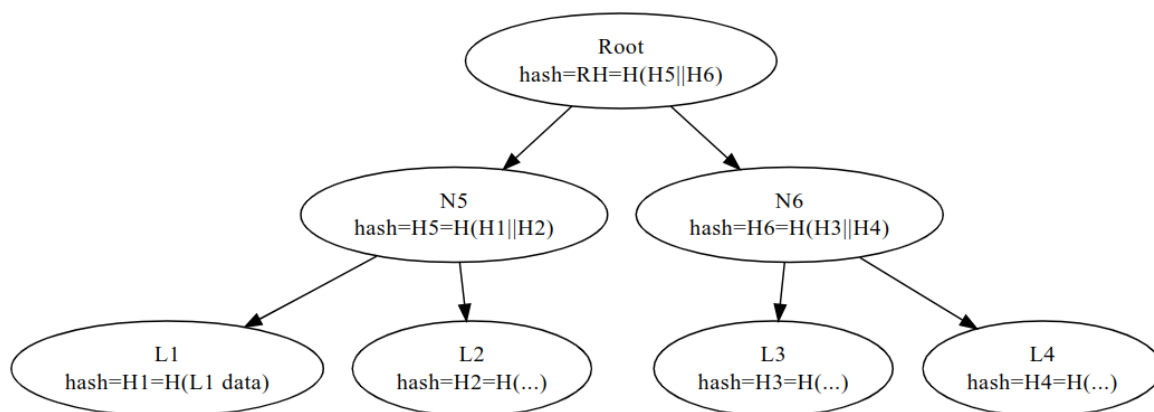 Root
hash=RH=H(H5||H6)
N5
hash=H5=H(H1||H2)
N6
hash=H6=H(H3||H4)
L1
hash=H1=H(L1 data)
L2
hash=H2=H(...)
L3
hash=H3=H(...)
L4
hash=H4=H(...)